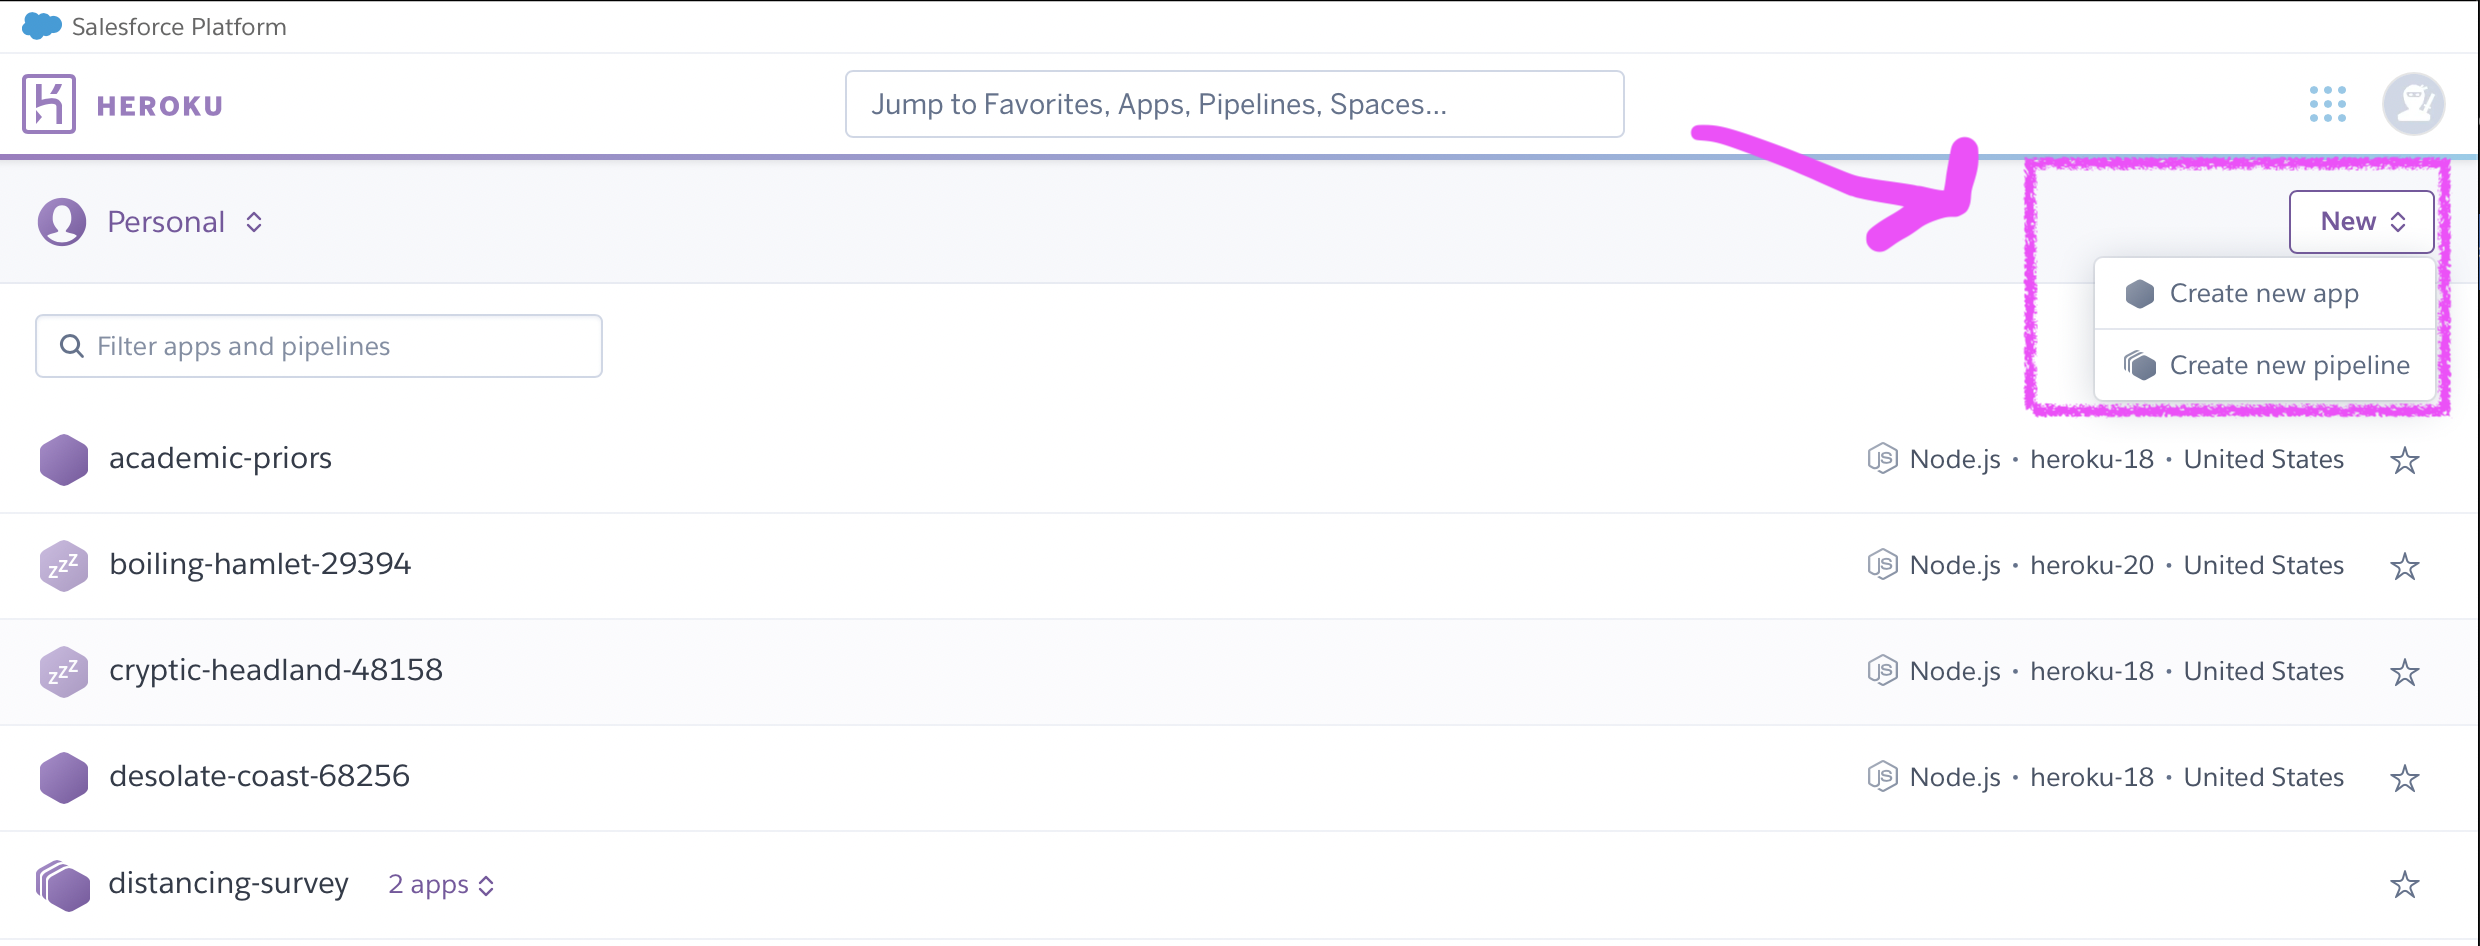 Salesforce Platform
HEROKU
Jump to Favorites, Apps, Pipelines, Spaces...
Personal
New
Create new app
Create new pipeline
Filter apps and pipelines
academic-priors
Node.js • heroku-18 • United States
zzz
boiling-hamlet-29394
Node.js • heroku-20 • United States
zzz
cryptic-headland-48158
Node.js • heroku-18 • United States
desolate-coast-68256
Node.js • heroku-18 • United States
distancing-survey 2 apps